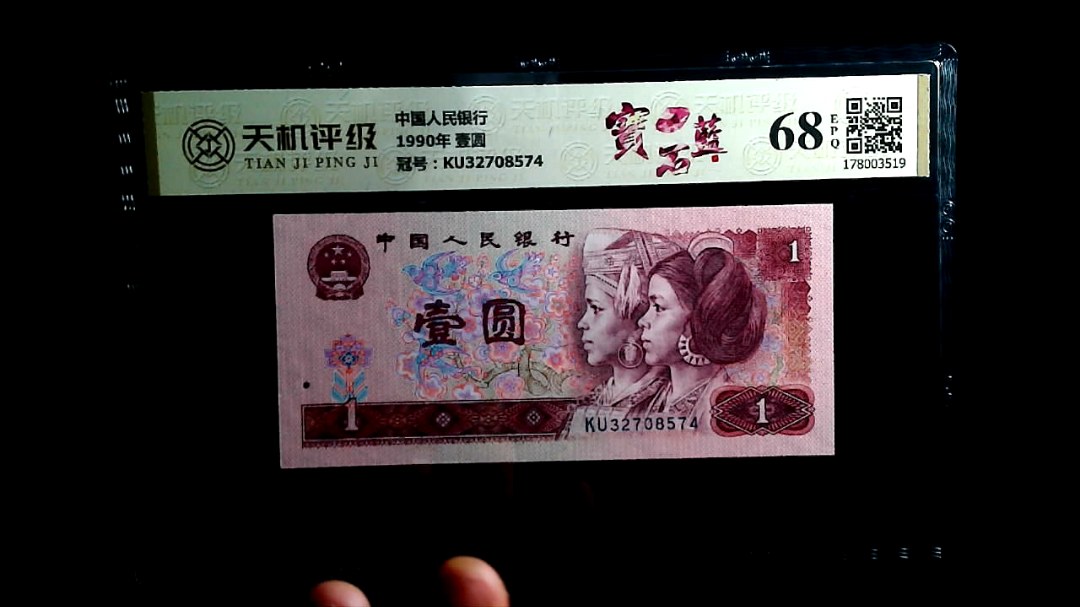 天机评级
TIAN JI PING JI
中国人民银行
1990年 壹圆
冠号：KU32708574
寶石藍
68
EPQ
178003519
中国人民银行
1
壹圆
1
KU32708574
1